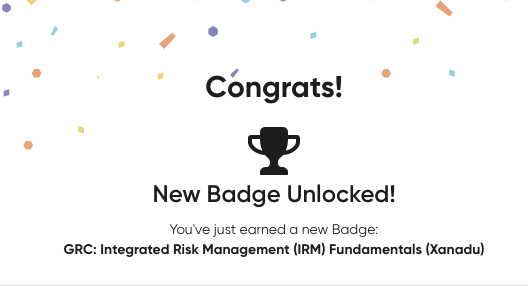 Congrats!
New Badge Unlocked!
You've just earned a new Badge:
GRC: Integrated Risk Management (IRM) Fundamentals (Xanadu)